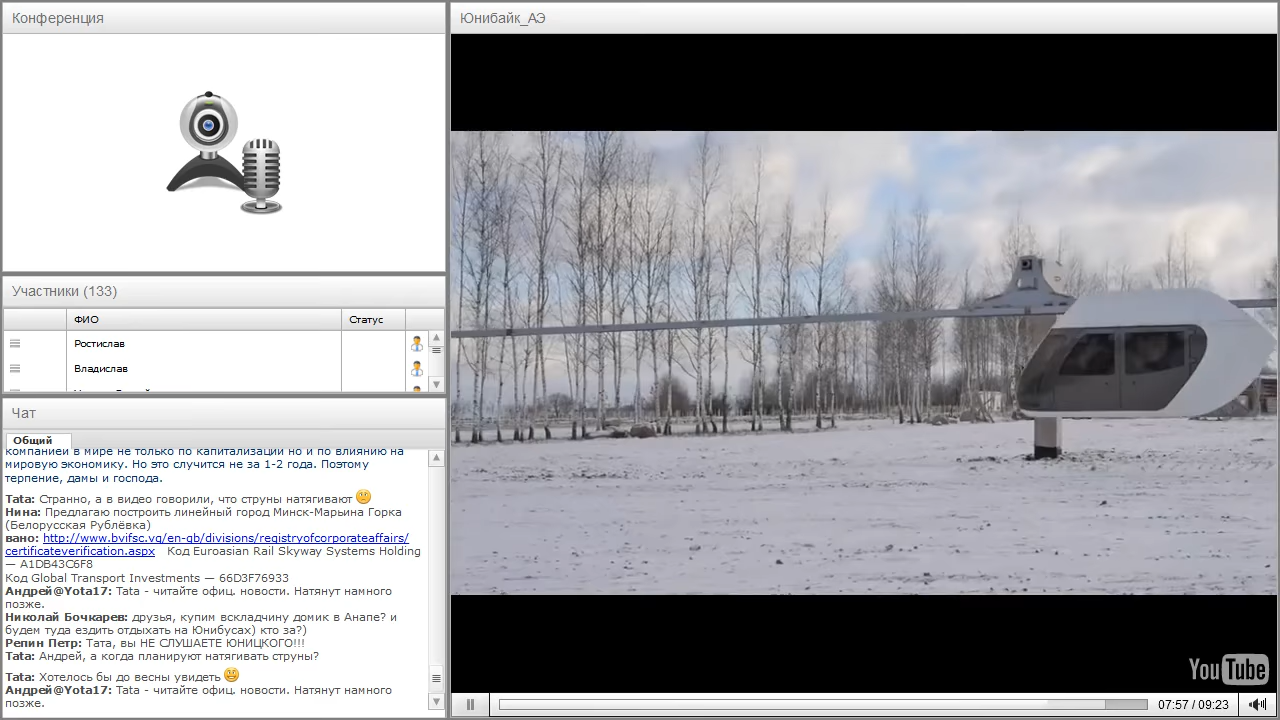 Конференция
Юнибайк_АЭ
Участники (133)
ФИО
Статус
Ростислав
Владислав
Чат
Общий
компанией в мире не только по капитализации но и по влиянию на
мировую экономику. Но это случится не за 1-2 года. Поэтому
терпение, дамы и господа.
Tata: Странно, а в видео говорили, что струны натягивают
Нина: Предлагаю построить линейный город Минск-Марьина Горка
(Белорусская Рублёвка)
вано: http://www.bvifsc.vg/en-gb/divisions/registryofcorporateaffairs/
certificateverification.aspx Код Euroasian Rail Skyway Systems Holding
— A1DB43C6F8
Код Global Transport Investments — 66D3F76933
Андрей@Yota17: Tata - читайте офиц. новости. Натянут намного
позже.
Николай Бочкарев: друзья, купим вскладчину домик в Анапе? и
будем туда ездить отдыхать на Юнибусах) кто за?)
Репин Петр: Тата, вы НЕ СЛУШАЕТЕ ЮНИЦКОГО!!!
Tata: Андрей, а когда планируют натягивать струны?
Tata: Хотелось бы до весны увидеть
Андрей@Yota17: Tata - читайте офиц. новости. Натянут намного
позже.
YouTube
07:57 / 09:23